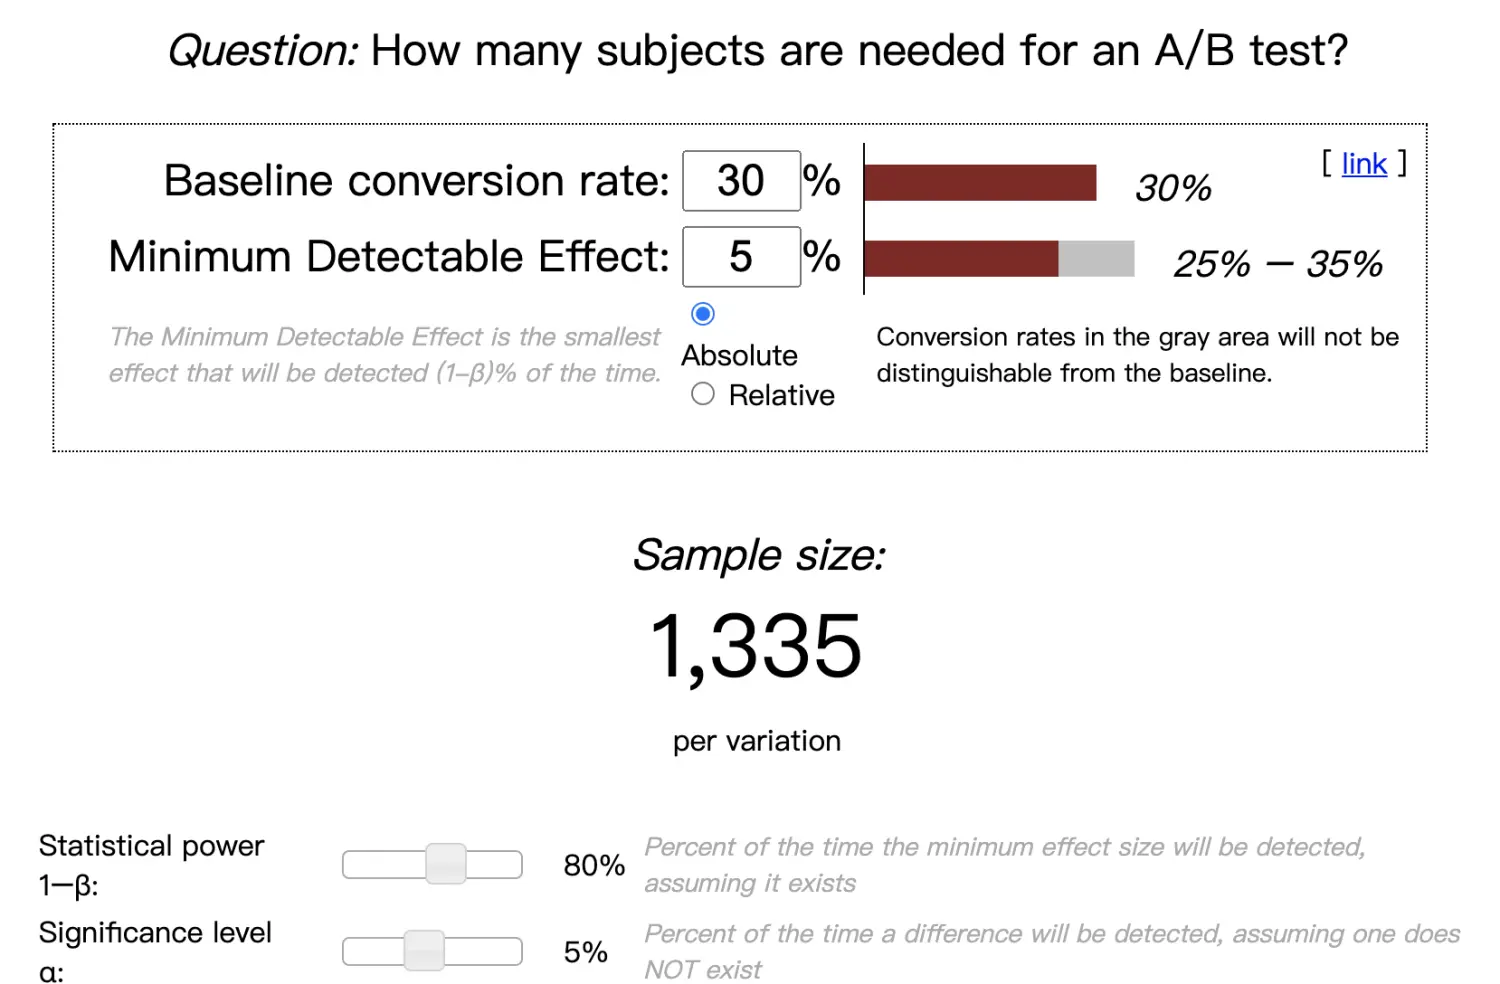 Question: How many subjects are needed for an A/B test?
Baseline conversion rate: 30 % 30% [ link ]
Minimum Detectable Effect: 5 % 25% – 35%
The Minimum Detectable Effect is the smallest
effect that will be detected (1-β)% of the time.
Absolute
Relative
Conversion rates in the gray area will not be
distinguishable from the baseline.
Sample size:
1,335
per variation
Statistical power
1−β:
80%
Percent of the time the minimum effect size will be detected,
assuming it exists
Significance level
α:
5%
Percent of the time a difference will be detected, assuming one does
NOT exist